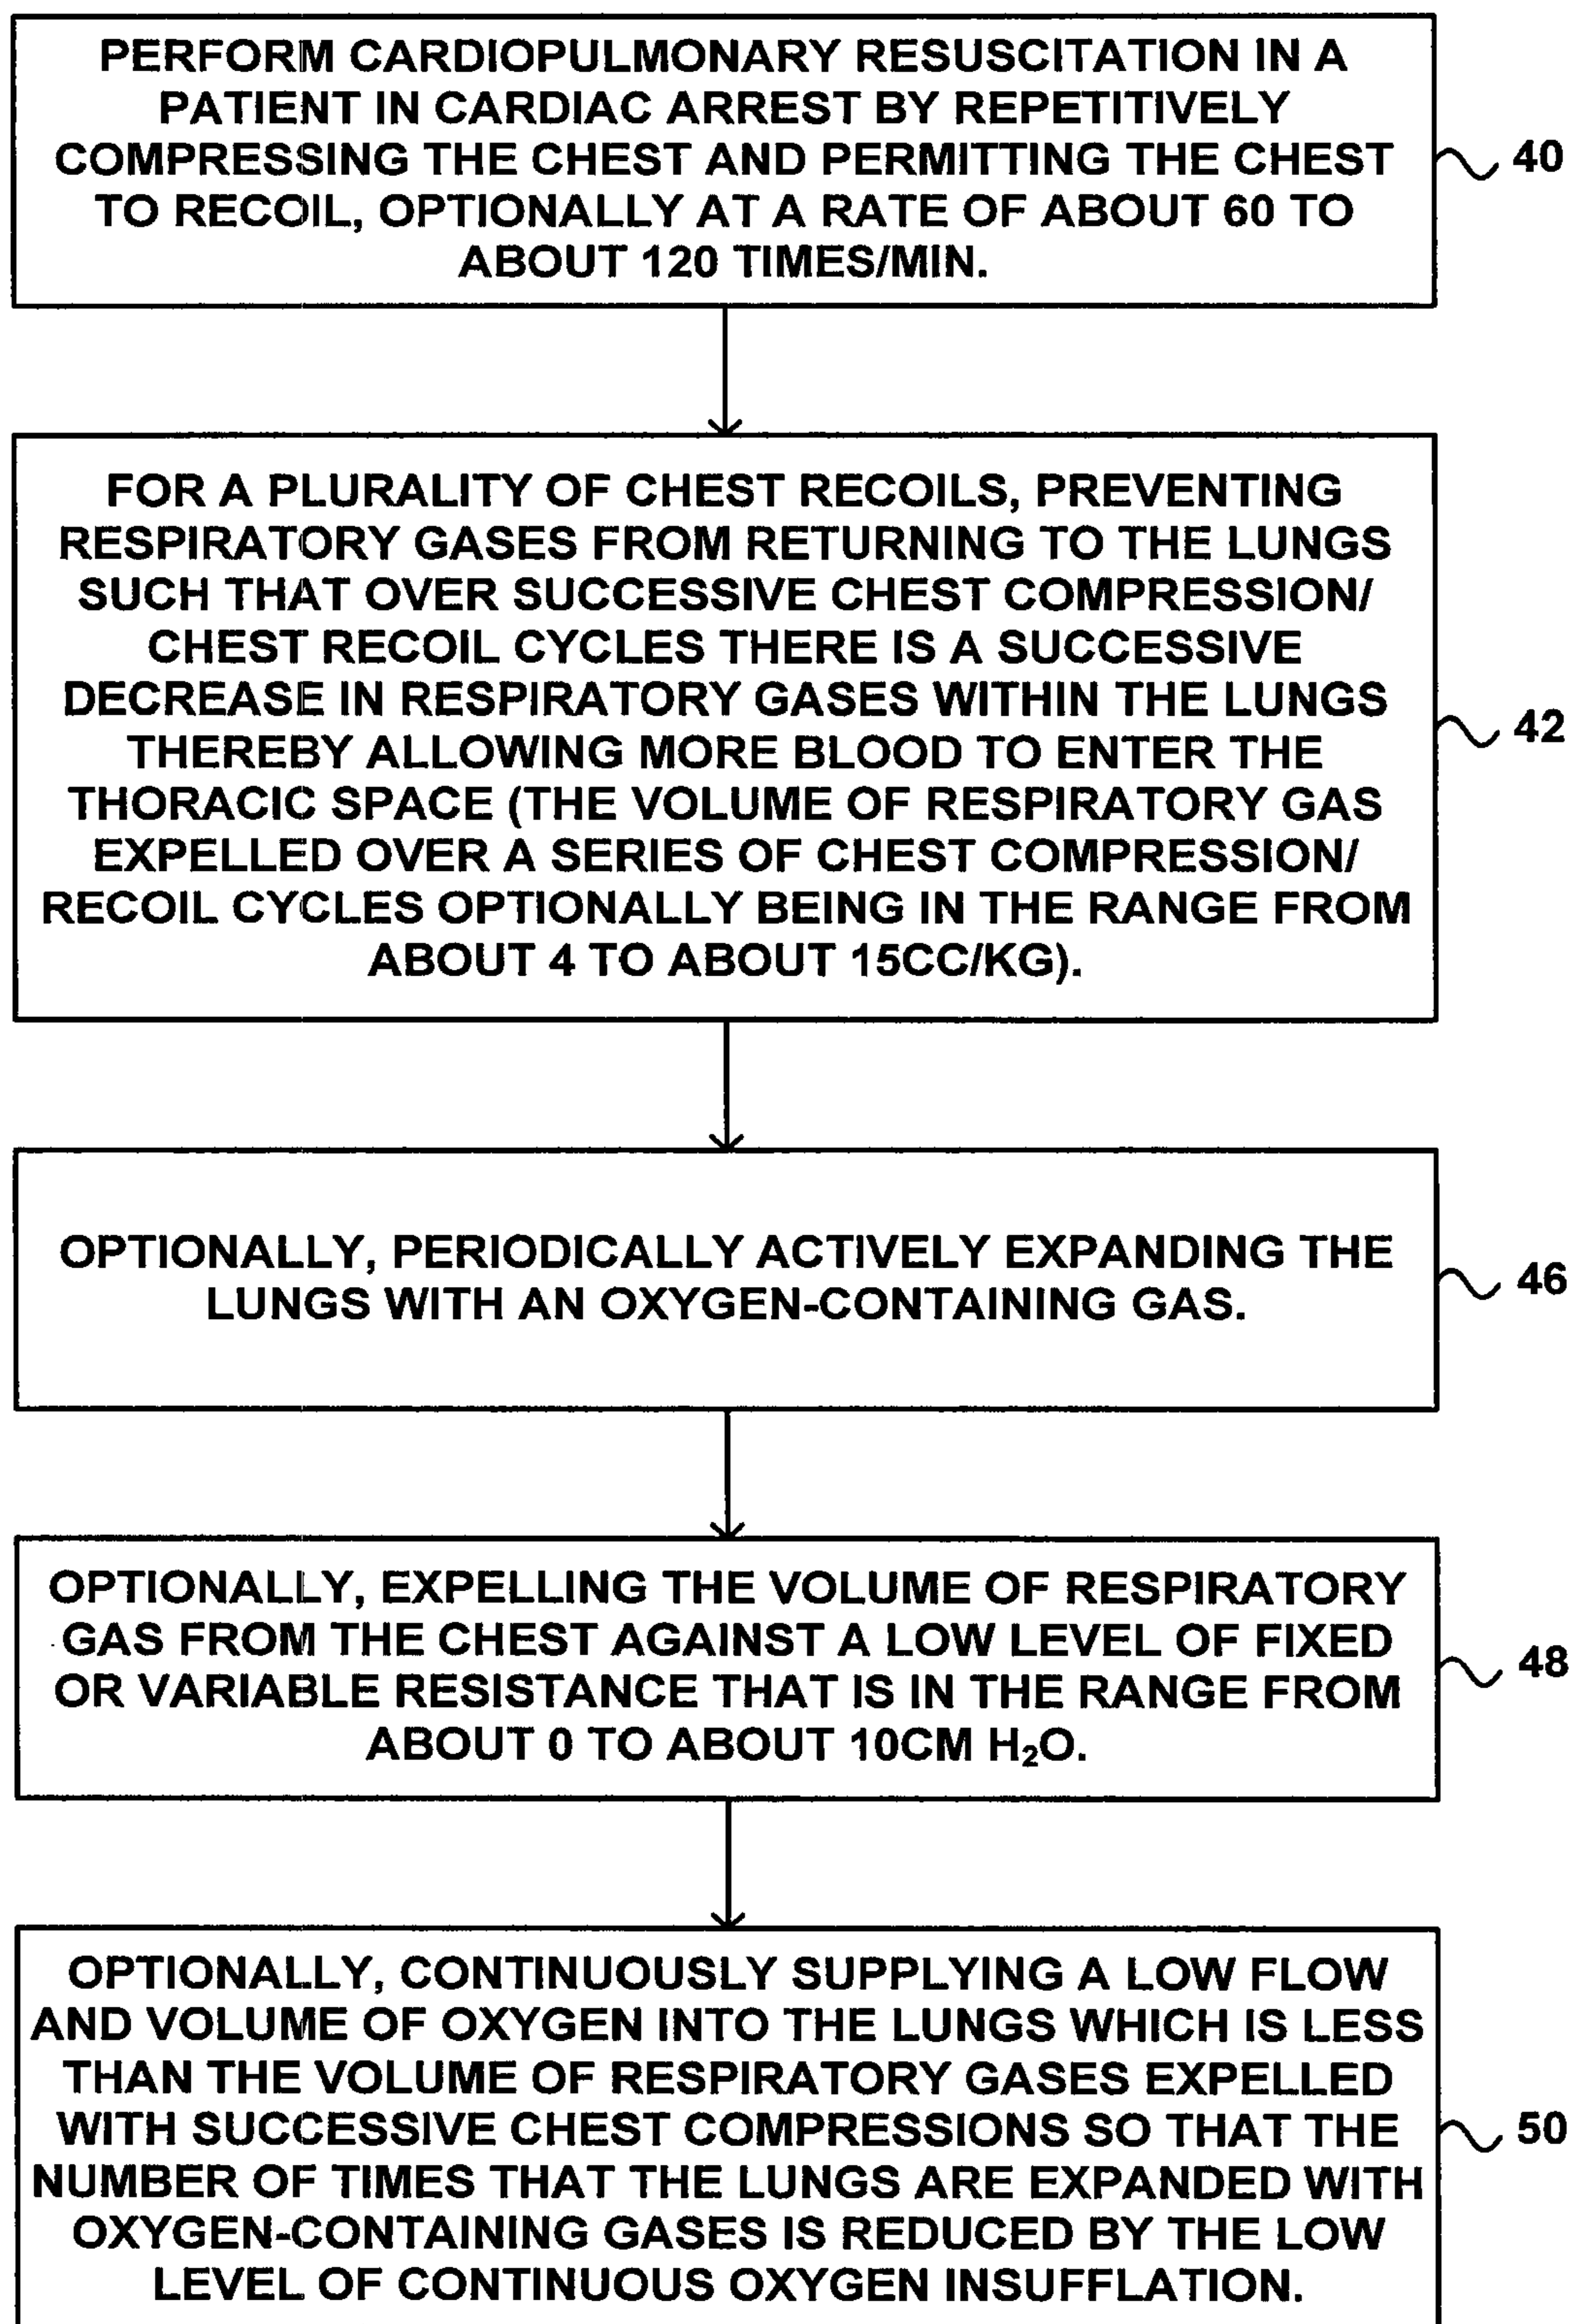 PERFORM CARDIOPULMONARY RESUSCITATION IN A
PATIENT IN CARDIAC ARREST BY REPETITIVELY
COMPRESSING THE CHEST AND PERMITTING THE CHEST
TO RECOIL, OPTIONALLY AT A RATE OF ABOUT 60 TO
ABOUT 120 TIMES/MIN.
40
FOR A PLURALITY OF CHEST RECOILS, PREVENTING
RESPIRATORY GASES FROM RETURNING TO THE LUNGS
SUCH THAT OVER SUCCESSIVE CHEST COMPRESSION/
CHEST RECOIL CYCLES THERE IS A SUCCESSIVE
DECREASE IN RESPIRATORY GASES WITHIN THE LUNGS
THEREBY ALLOWING MORE BLOOD TO ENTER THE
THORACIC SPACE (THE VOLUME OF RESPIRATORY GAS
EXPELLED OVER A SERIES OF CHEST COMPRESSION/
RECOIL CYCLES OPTIONALLY BEING IN THE RANGE FROM
ABOUT 4 TO ABOUT 15CC/KG).
42
OPTIONALLY, PERIODICALLY ACTIVELY EXPANDING THE
LUNGS WITH AN OXYGEN-CONTAINING GAS.
46
OPTIONALLY, EXPELLING THE VOLUME OF RESPIRATORY
GAS FROM THE CHEST AGAINST A LOW LEVEL OF FIXED
OR VARIABLE RESISTANCE THAT IS IN THE RANGE FROM
ABOUT 0 TO ABOUT 10CM H₂O.
48
OPTIONALLY, CONTINUOUSLY SUPPLYING A LOW FLOW
AND VOLUME OF OXYGEN INTO THE LUNGS WHICH IS LESS
THAN THE VOLUME OF RESPIRATORY GASES EXPELLED
WITH SUCCESSIVE CHEST COMPRESSIONS SO THAT THE
NUMBER OF TIMES THAT THE LUNGS ARE EXPANDED WITH
OXYGEN-CONTAINING GASES IS REDUCED BY THE LOW
LEVEL OF CONTINUOUS OXYGEN INSUFFLATION.
50